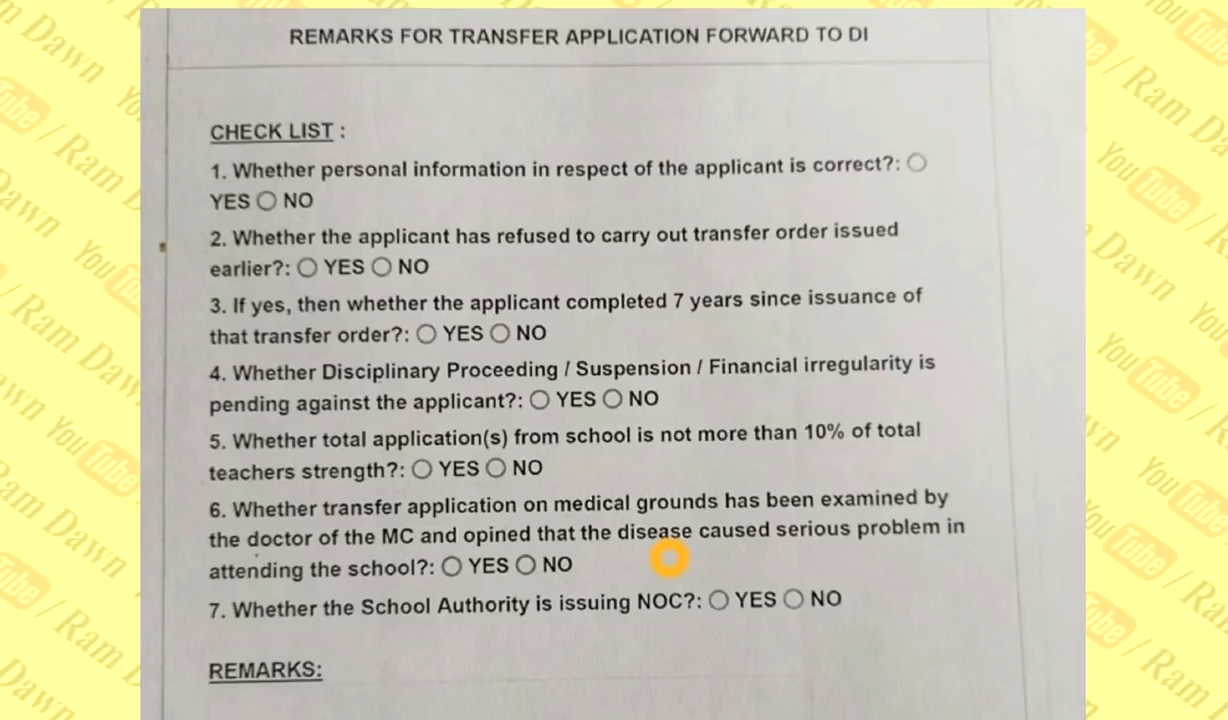 REMARKS FOR TRANSFER APPLICATION FORWARD TO DI
CHECK LIST :
1. Whether personal information in respect of the applicant is correct?: ○
YES ○ NO
2. Whether the applicant has refused to carry out transfer order issued
earlier?: ○ YES ○ NO
3. If yes, then whether the applicant completed 7 years since issuance of
that transfer order?: ○ YES ○ NO
4. Whether Disciplinary Proceeding / Suspension / Financial irregularity is
pending against the applicant?: ○ YES ○ NO
5. Whether total application(s) from school is not more than 10% of total
teachers strength?: ○ YES ○ NO
6. Whether transfer application on medical grounds has been examined by
the doctor of the MC and opined that the disease caused serious problem in
attending the school?: ○ YES ○ NO
7. Whether the School Authority is issuing NOC?: ○ YES ○ NO
REMARKS:
YouTube / Ram Dawn